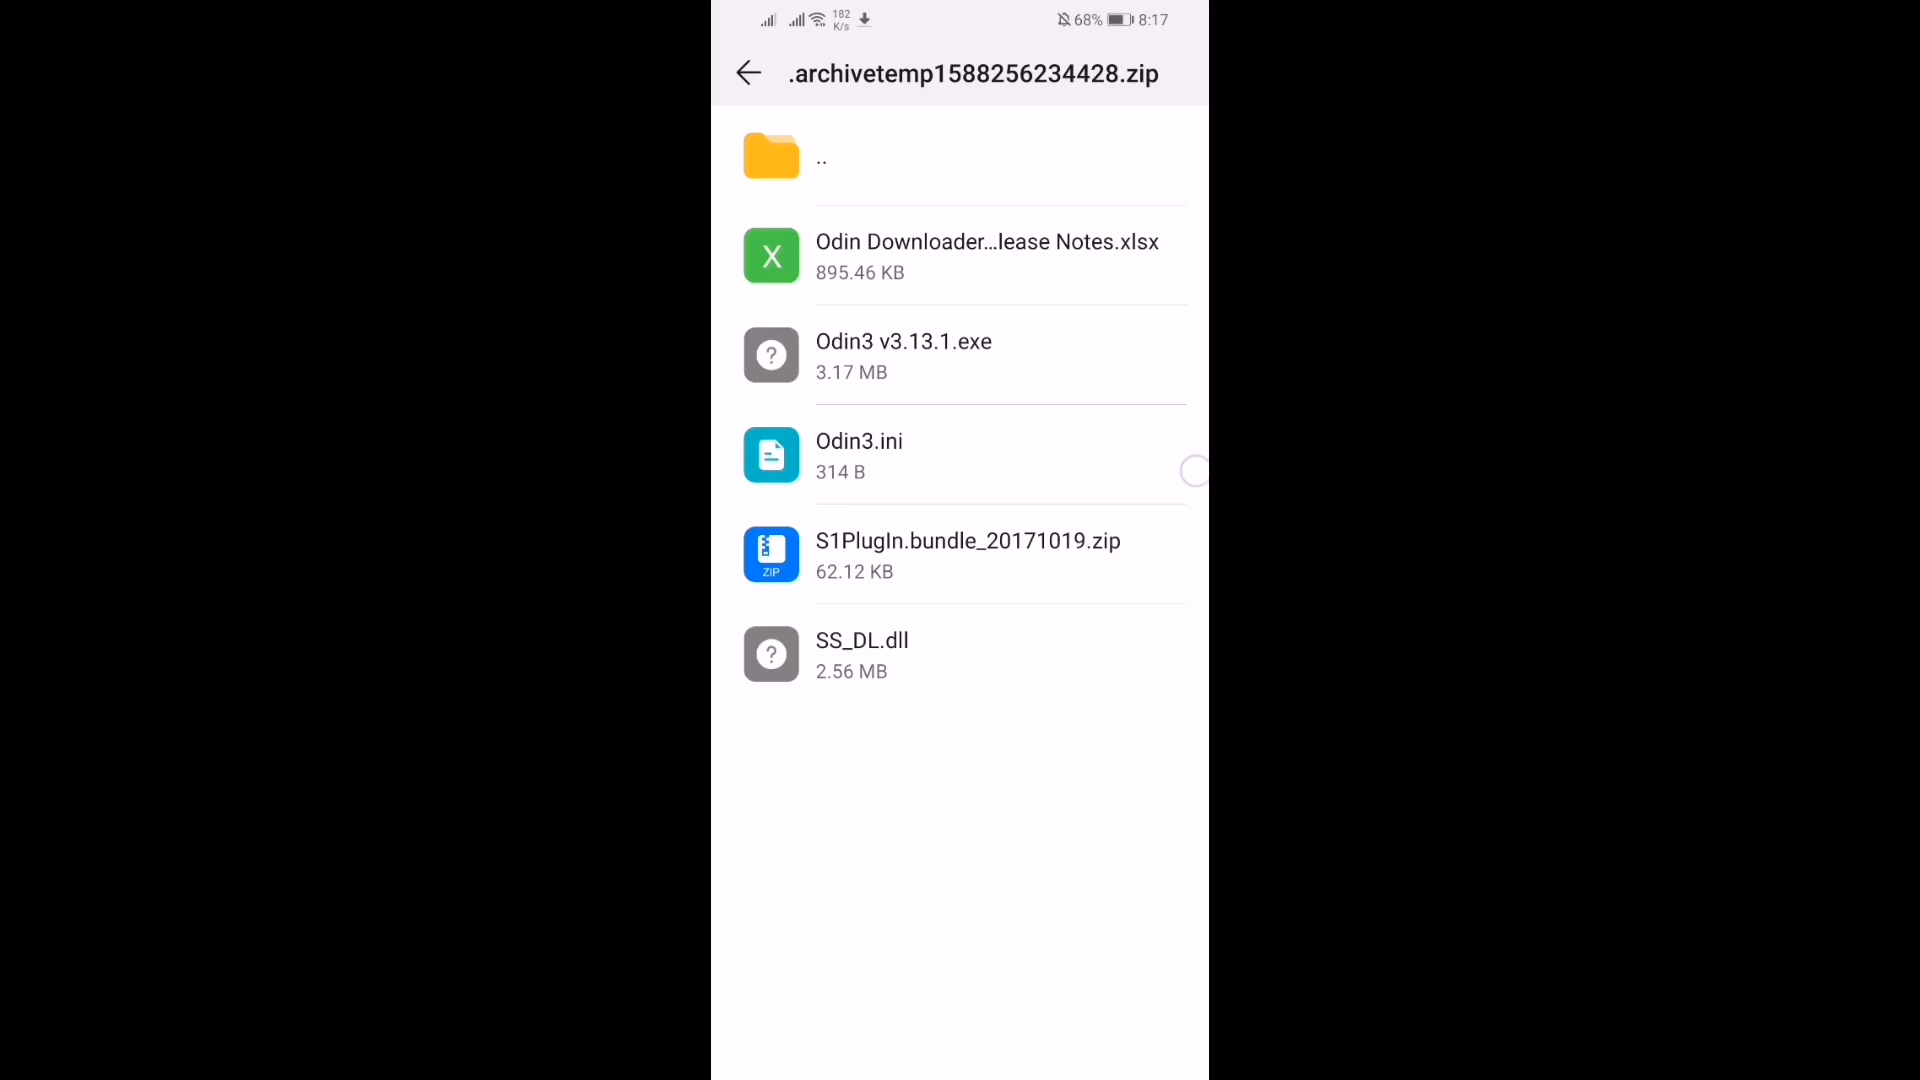 182
K/s
68%
8:17
.archivetemp1588256234428.zip
..
X
Odin Downloader...lease Notes.xlsx
895.46 KB
?
Odin3 v3.13.1.exe
3.17 MB
Odin3.ini
314 B
ZIP
S1PlugIn.bundle_20171019.zip
62.12 KB
?
SS_DL.dll
2.56 MB